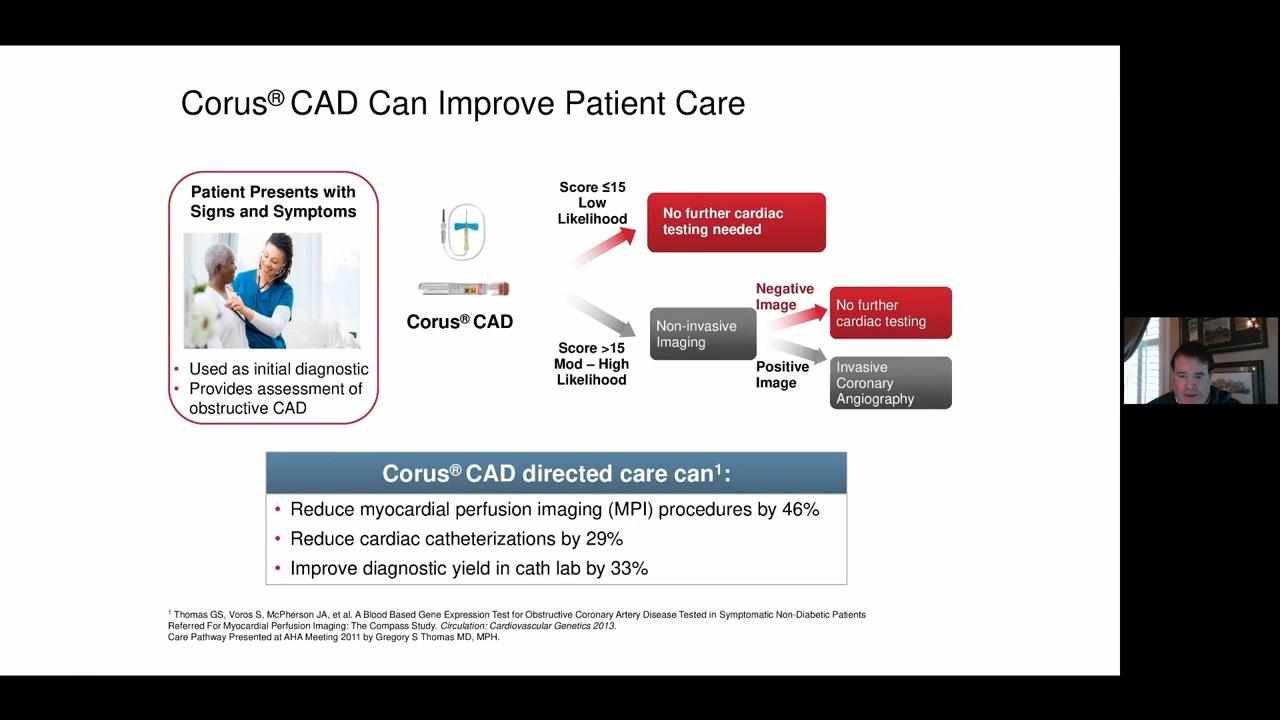 Corus® CAD Can Improve Patient Care
Patient Presents with
Signs and Symptoms
• Used as initial diagnostic
• Provides assessment of
obstructive CAD
Corus® CAD
Score ≤15
Low
Likelihood
No further cardiac
testing needed
Score >15
Mod – High
Likelihood
Non-invasive
Imaging
Negative
Image
No further
cardiac testing
Positive
Image
Invasive
Coronary
Angiography
Corus® CAD directed care can¹:
• Reduce myocardial perfusion imaging (MPI) procedures by 46%
• Reduce cardiac catheterizations by 29%
• Improve diagnostic yield in cath lab by 33%
¹ Thomas GS, Voros S, McPherson JA, et al. A Blood Based Gene Expression Test for Obstructive Coronary Artery Disease Tested in Symptomatic Non-Diabetic Patients
Referred For Myocardial Perfusion Imaging: The Compass Study. Circulation: Cardiovascular Genetics 2013.
Care Pathway Presented at AHA Meeting 2011 by Gregory S Thomas MD, MPH.